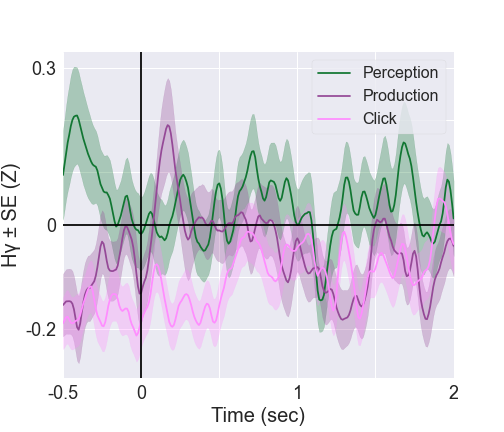 0.3
Perception
Production
Click
Hγ ± SE (Z)
0
-0.2
-0.5
0
1
2
Time (sec)